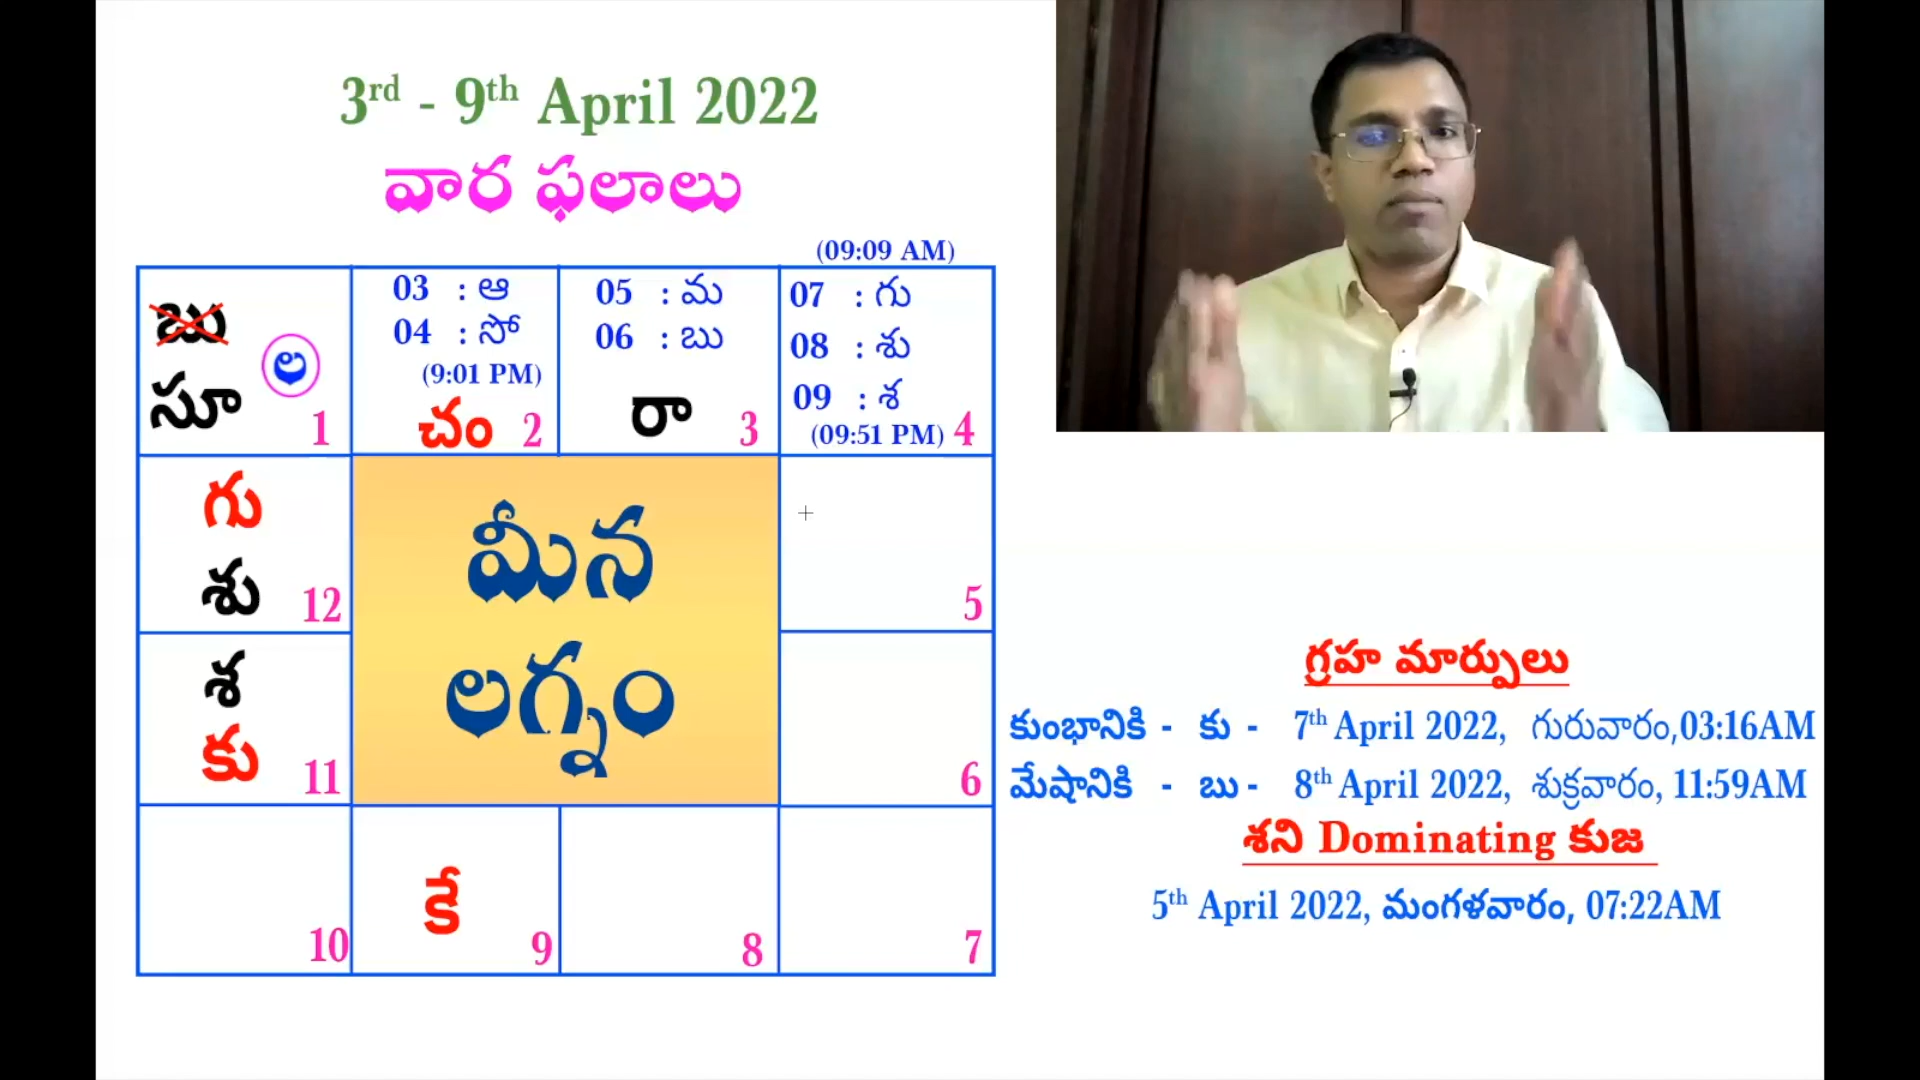 3rd - 9th April 2022
వార ఫలాలు
(09:09 AM)
బు
సూ
ల
1
03 : ఆ
04 : సో
(9:01 PM)
చం 2
05 : మ
06 : బు
రా 3
07 : గు
08 : శు
09 : శ
(09:51 PM) 4
గు
శు 12
మీన
లగ్నం
5
శ
కు 11
6
10
కే 9
8
7
గ్రహ మార్పులు
కుంభానికి - కు - 7th April 2022, గురువారం,03:16AM
మేషానికి - బు - 8th April 2022, శుక్రవారం, 11:59AM
శని Dominating కుజ
5th April 2022, మంగళవారం, 07:22AM